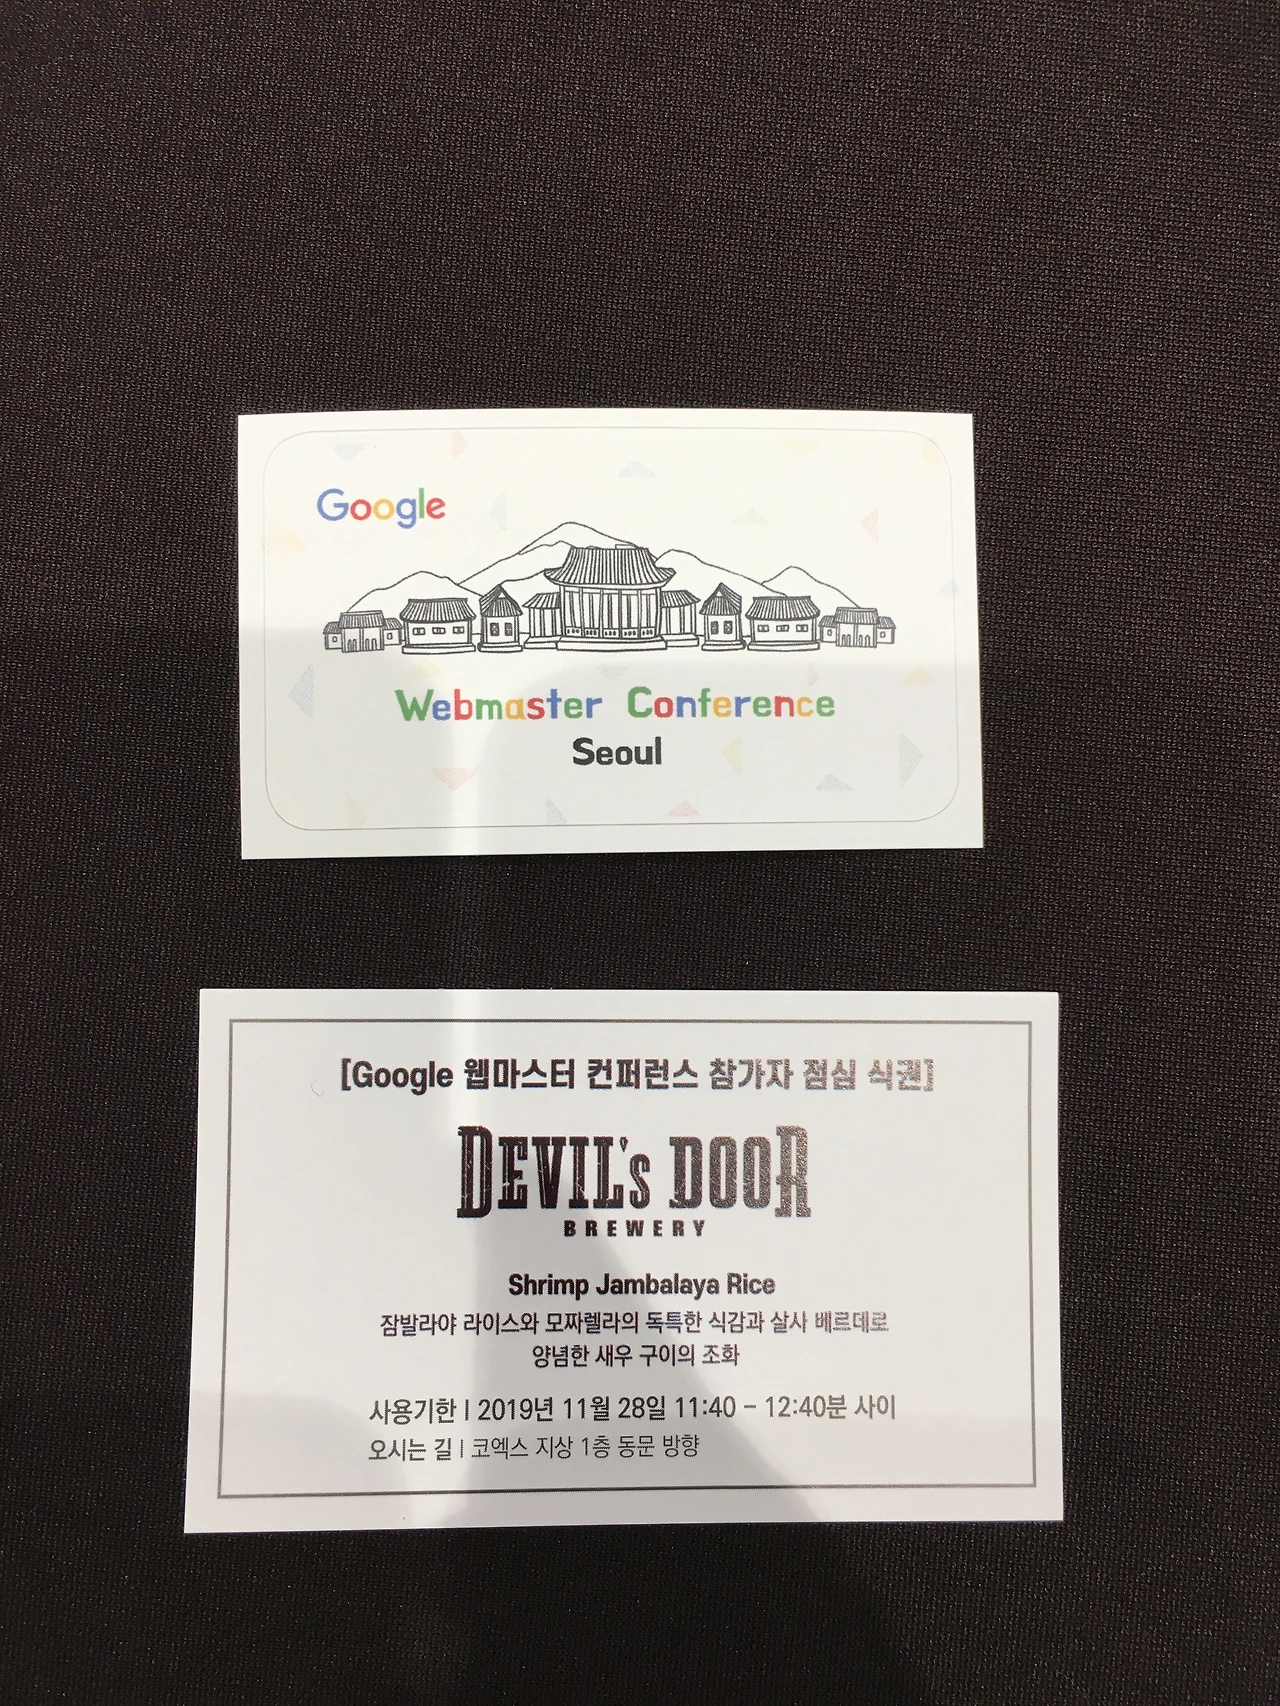 Google
Webmaster Conference
Seoul
[Google 웹마스터 컨퍼런스 참가자 점심 식권]
DEVIL's DOOR
BREWERY
Shrimp Jambalaya Rice
잠발라야 라이스와 모짜렐라의 독특한 식감과 살사 베르데로
양념한 새우 구이의 조화
사용기한 | 2019년 11월 28일 11:40 - 12:40분 사이
오시는 길 | 코엑스 지상 1층 동문 방향